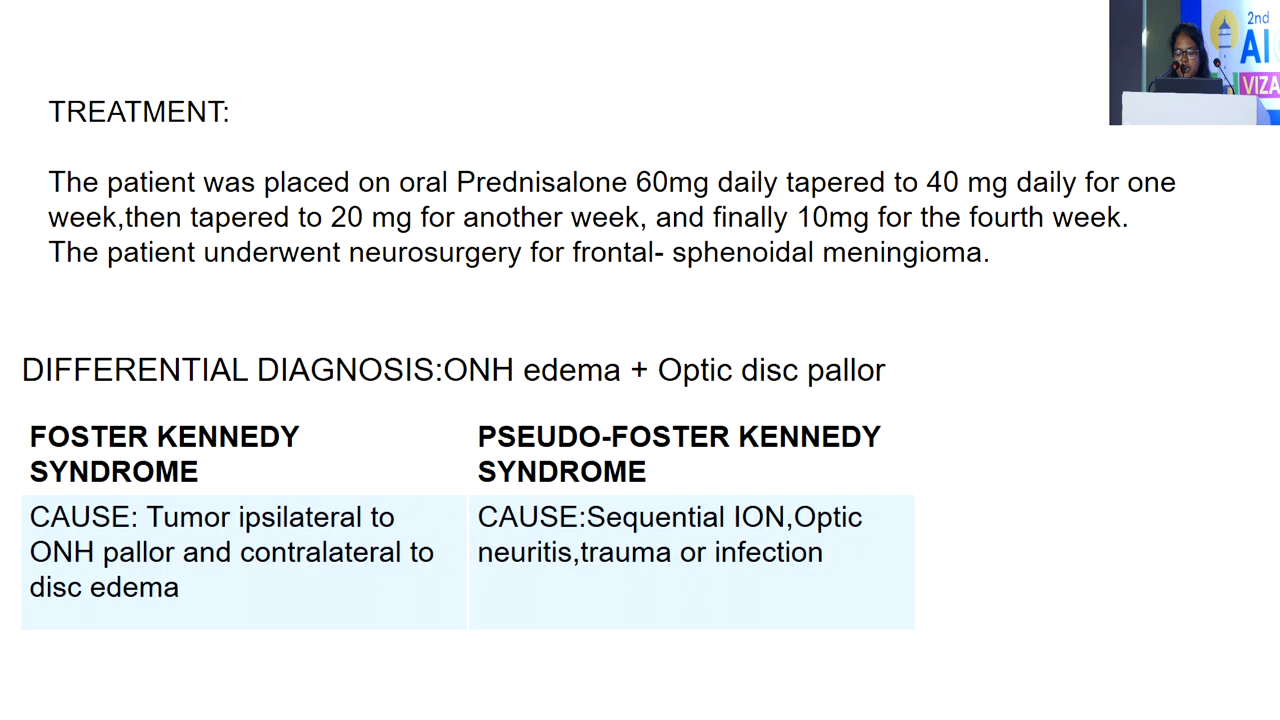 2nd
AI
VIZA
TREATMENT:
The patient was placed on oral Prednisalone 60mg daily tapered to 40 mg daily for one
week,then tapered to 20 mg for another week, and finally 10mg for the fourth week.
The patient underwent neurosurgery for frontal- sphenoidal meningioma.
DIFFERENTIAL DIAGNOSIS:ONH edema + Optic disc pallor
FOSTER KENNEDY
SYNDROME
CAUSE: Tumor ipsilateral to
ONH pallor and contralateral to
disc edema
PSEUDO-FOSTER KENNEDY
SYNDROME
CAUSE:Sequential ION,Optic
neuritis,trauma or infection